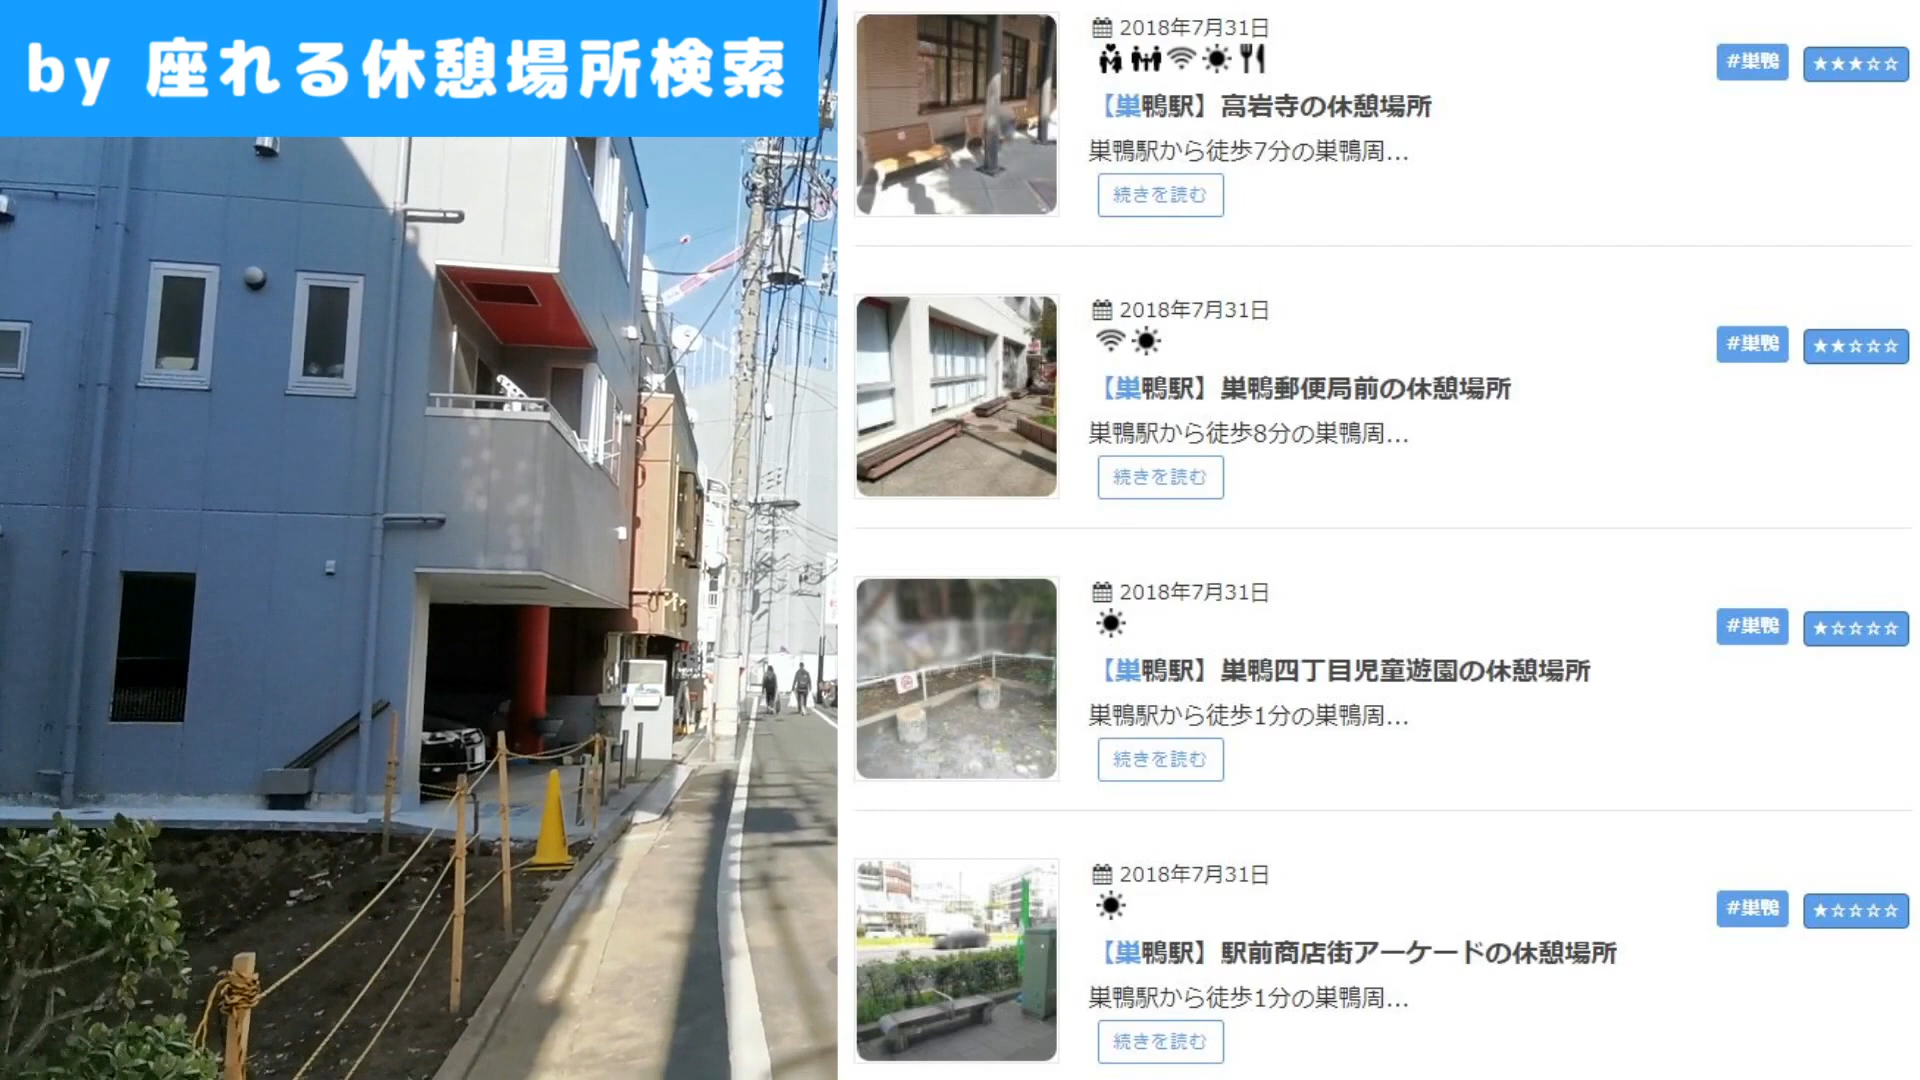 by 座れる休憩場所検索
2018年7月31日
#巣鴨
★★★☆☆
【巣鴨駅】高岩寺の休憩場所
巣鴨駅から徒歩7分の巣鴨周...
続きを読む
2018年7月31日
#巣鴨
★★☆☆☆
【巣鴨駅】巣鴨郵便局前の休憩場所
巣鴨駅から徒歩8分の巣鴨周...
続きを読む
2018年7月31日
#巣鴨
★☆☆☆☆
【巣鴨駅】巣鴨四丁目児童遊園の休憩場所
巣鴨駅から徒歩1分の巣鴨周...
続きを読む
2018年7月31日
#巣鴨
★☆☆☆☆
【巣鴨駅】駅前商店街アーケードの休憩場所
巣鴨駅から徒歩1分の巣鴨周...
続きを読む